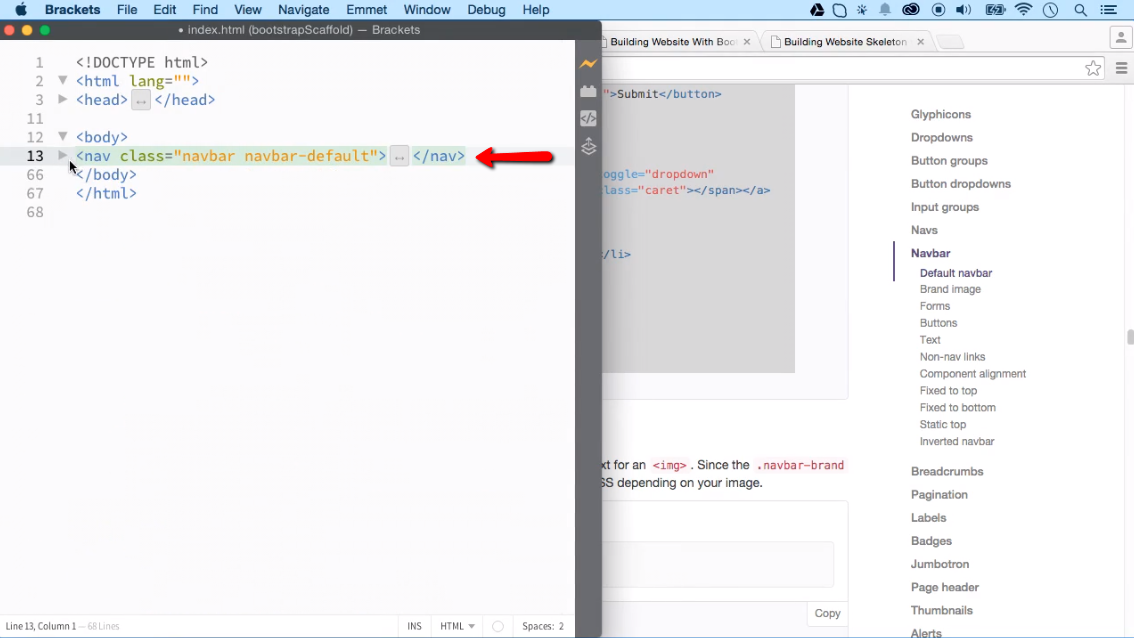 Brackets File Edit Find View Navigate Emmet Window Debug Help
• index.html (bootstrapScaffold) — Brackets
1 <!DOCTYPE html>
2 <html lang="">
3 <head> ↔ </head>
11
12 <body>
13 <nav class="navbar navbar-default"> ↔ </nav>
66 </body>
67 </html>
68
Line 13, Column 1 — 68 Lines
INS HTML Spaces: 2
Building Website With Boot × Building Website Skeleton ×
">Submit</button>
oggle="dropdown"
class="caret"></span></a>
</li>
xt for an <img>. Since the .navbar-brand
SS depending on your image.
Copy
Glyphicons
Dropdowns
Button groups
Button dropdowns
Input groups
Navs
Navbar
Default navbar
Brand image
Forms
Buttons
Text
Non-nav links
Component alignment
Fixed to top
Fixed to bottom
Static top
Inverted navbar
Breadcrumbs
Pagination
Labels
Badges
Jumbotron
Page header
Thumbnails
Alerts